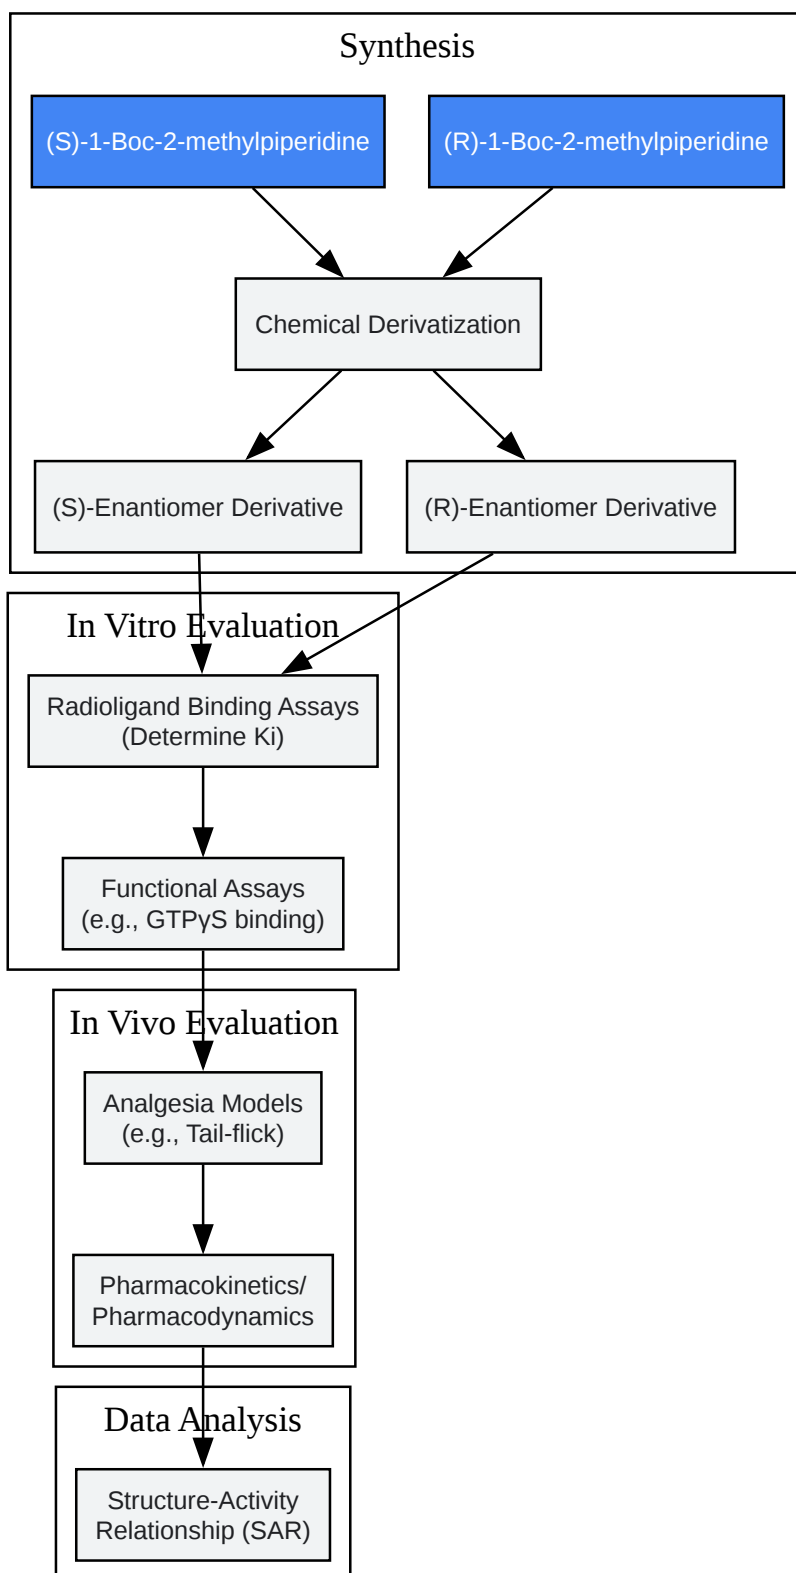 Synthesis
(S)-1-Boc-2-methylpiperidine
(R)-1-Boc-2-methylpiperidine
Chemical Derivatization
(S)-Enantiomer Derivative
(R)-Enantiomer Derivative
In Vitro Evaluation
Radioligand Binding Assays
(Determine Ki)
Functional Assays
(e.g., GTPγS binding)
In Vivo Evaluation
Analgesia Models
(e.g., Tail-flick)
Pharmacokinetics/
Pharmacodynamics
Data Analysis
Structure-Activity
Relationship (SAR)